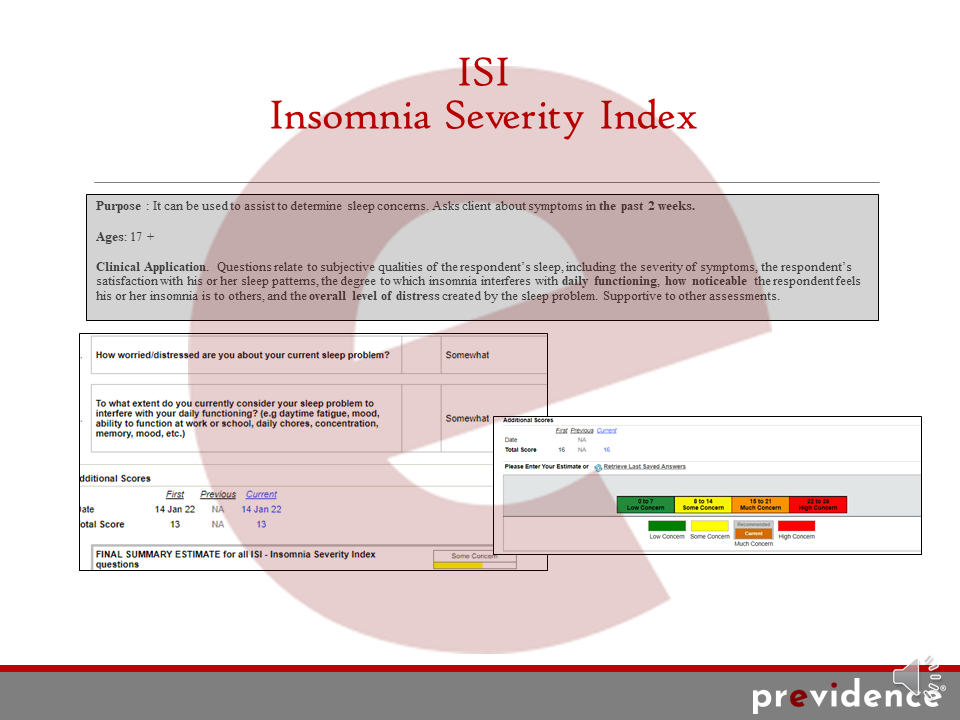 ISI
Insomnia Severity Index
Purpose : It can be used to assist to determine sleep concerns. Asks client about symptoms in the past 2 weeks.
Ages: 17 +
Clinical Application. Questions relate to subjective qualities of the respondent's sleep, including the severity of symptoms, the respondent's
satisfaction with his or her sleep patterns, the degree to which insomnia interferes with daily functioning, how noticeable the respondent feels
his or her insomnia is to others, and the overall level of distress created by the sleep problem. Supportive to other assessments.
How worried/distressed are you about your current sleep problem? Somewhat
To what extent do you currently consider your sleep problem to
interfere with your daily functioning? (e.g daytime fatigue, mood,
ability to function at work or school, daily chores, concentration,
memory, mood, etc.) Somewhat
dditional Scores
First Previous Current
ate 14 Jan 22 NA 14 Jan 22
otal Score 13 NA 13
FINAL SUMMARY ESTIMATE for all ISI - Insomnia Severity Index
questions
Some Concern
Additional Scores
First Previous Current
Date NA
Total Score 16 NA 16
Please Enter Your Estimate or Retrieve Last Saved Answers
0 to 7 8 to 14 15 to 21
Low Concern Some Concern Much Concern High Concern
Recommended
Current
Low Concern Some Concern Much Concern High Concern
previdence®